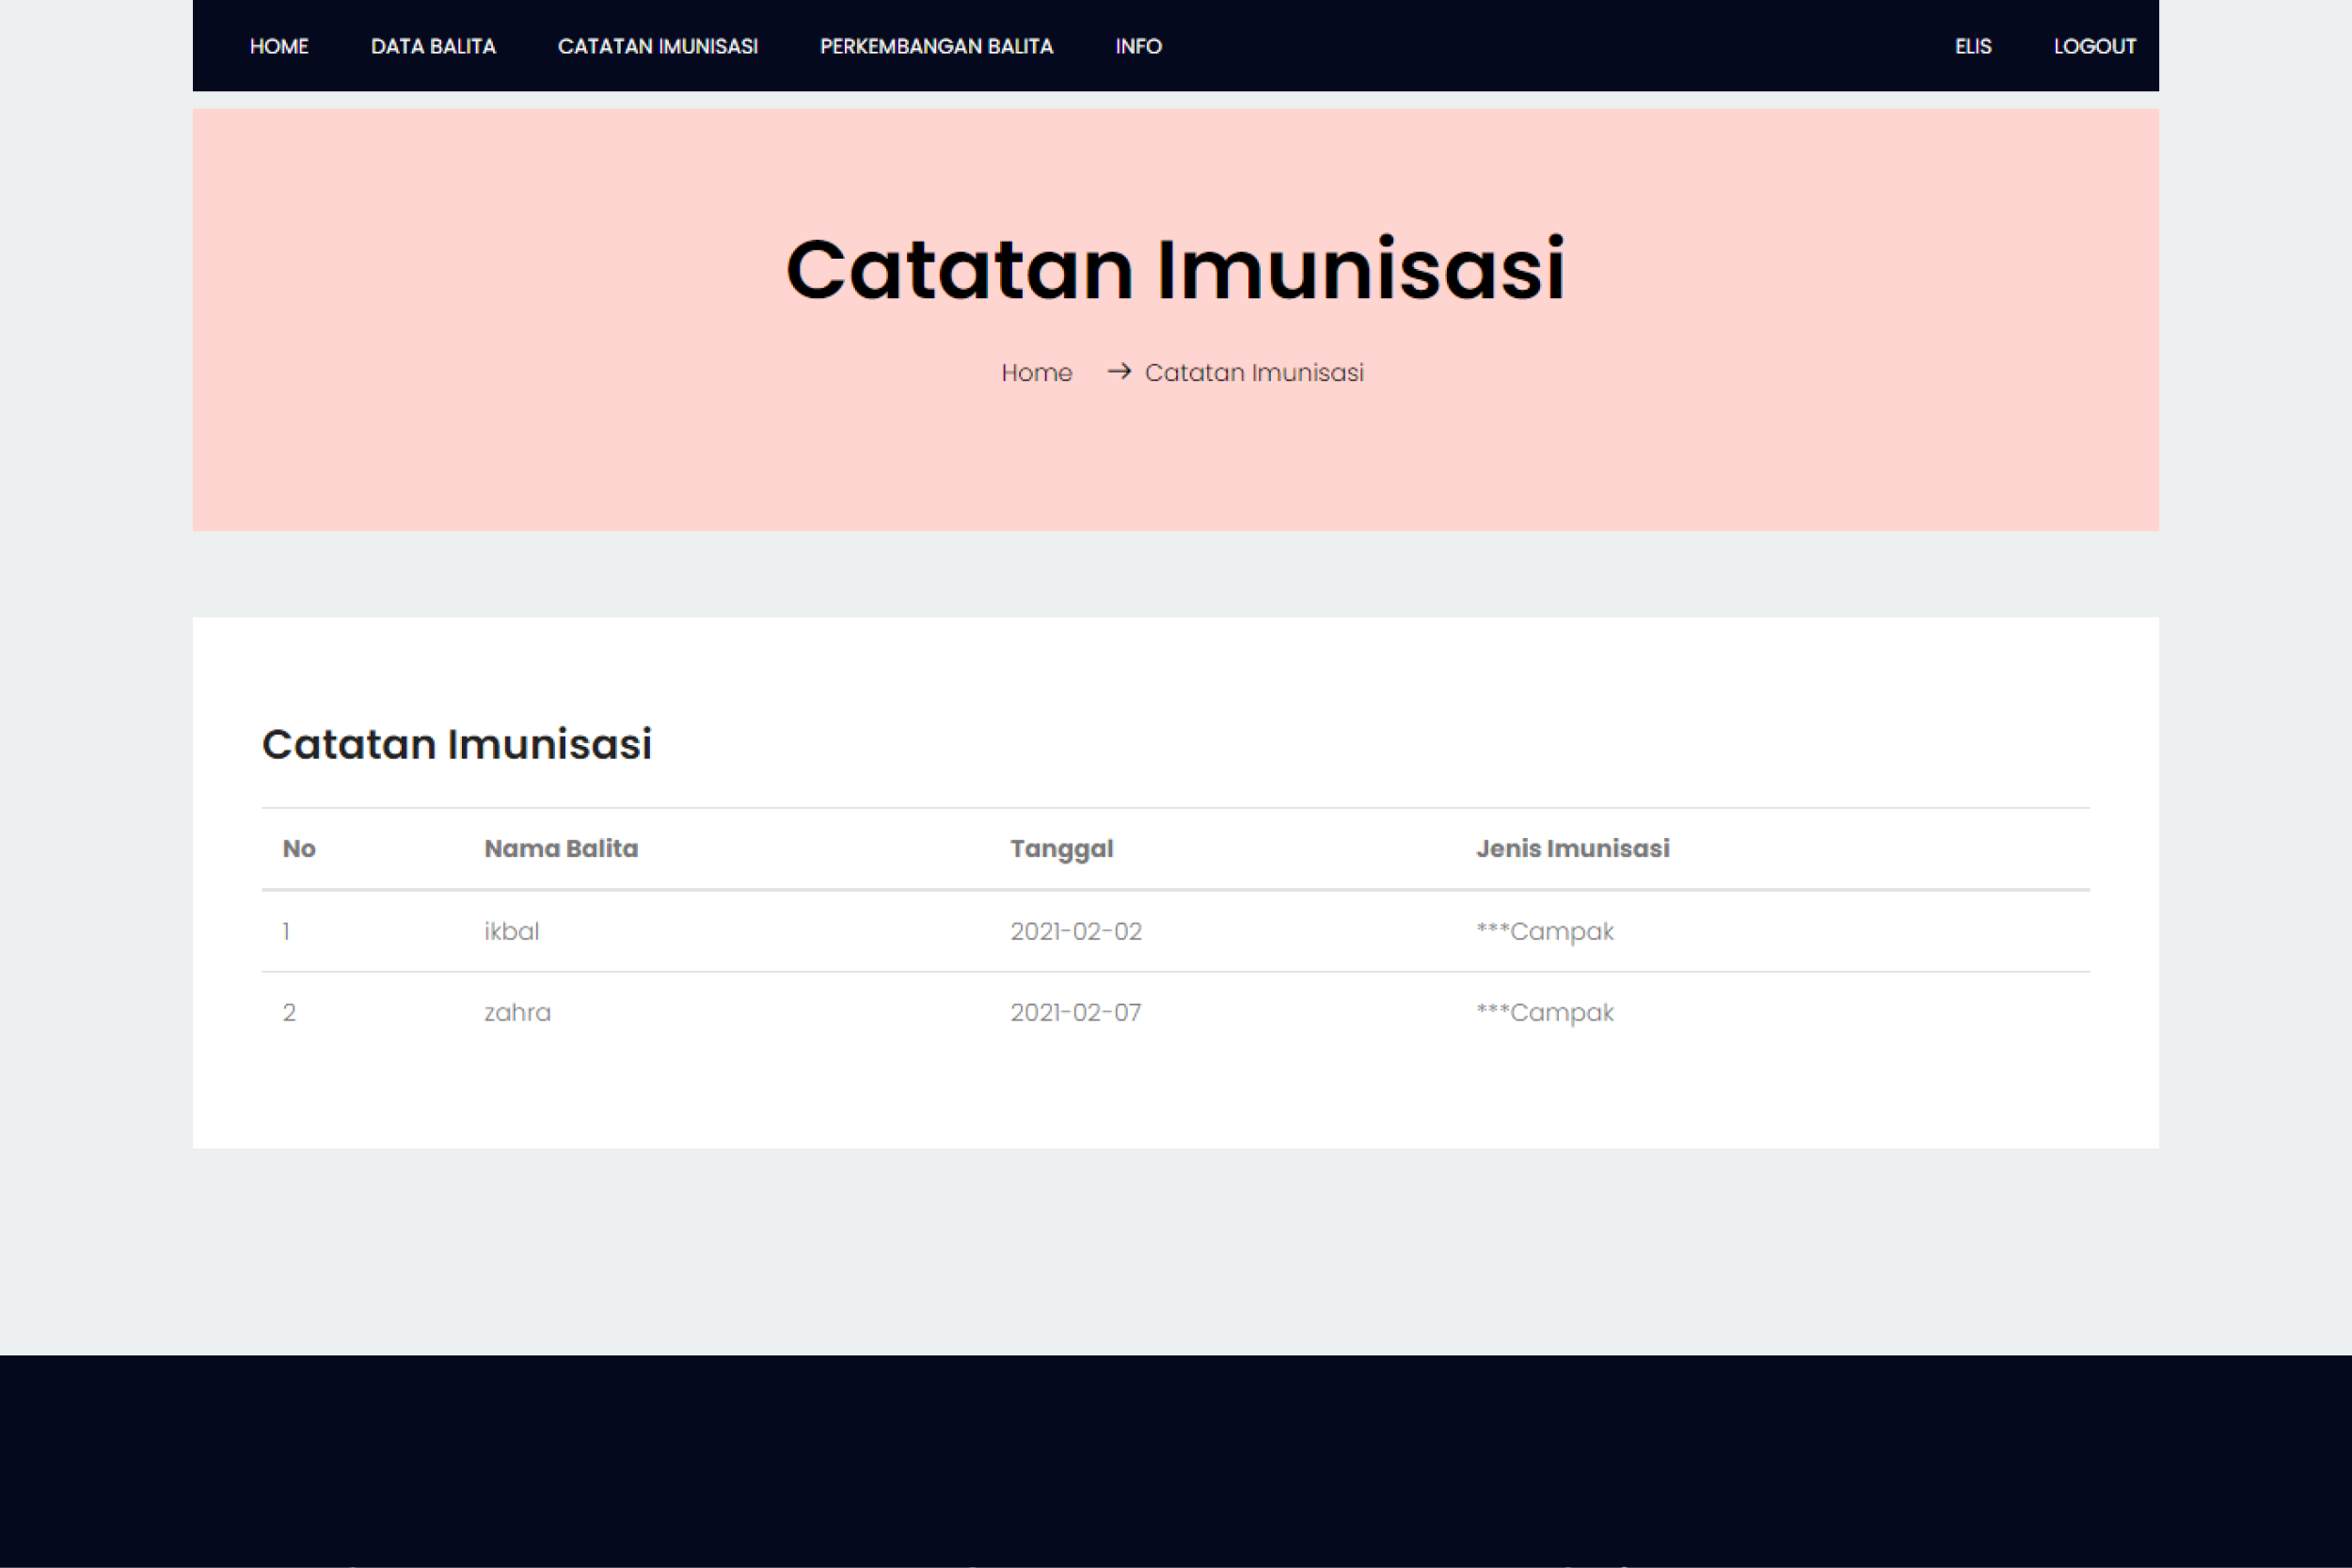 HOME DATA BALITA CATATAN IMUNISASI PERKEMBANGAN BALITA INFO ELIS LOGOUT
Catatan Imunisasi
Home → Catatan Imunisasi
Catatan Imunisasi
No Nama Balita Tanggal Jenis Imunisasi
1 ikbal 2021-02-02 ***Campak
2 zahra 2021-02-07 ***Campak